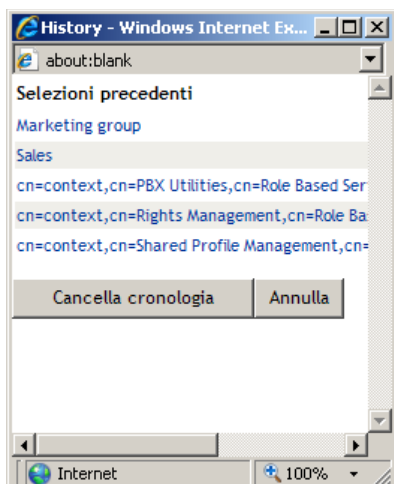 History - Windows Internet Ex...
about:blank
Selezioni precedenti
Marketing group
Sales
cn=context,cn=PBX Utilities,cn=Role Based Ser
cn=context,cn=Rights Management,cn=Role Ba
cn=context,cn=Shared Profile Management,cn=
Cancella cronologia Annulla
Internet 100%